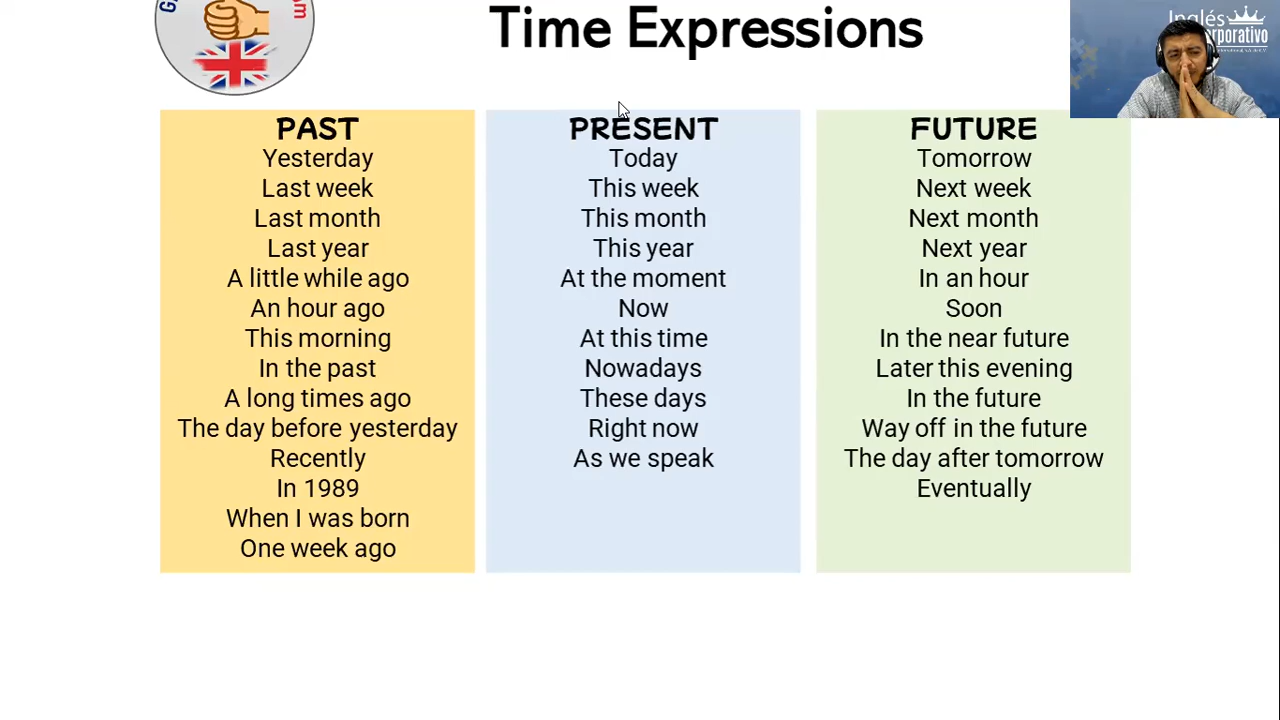 Time Expressions
Inglés
PAST
Yesterday
Last week
Last month
Last year
A little while ago
An hour ago
This morning
In the past
A long times ago
The day before yesterday
Recently
In 1989
When I was born
One week ago
PRESENT
Today
This week
This month
This year
At the moment
Now
At this time
Nowadays
These days
Right now
As we speak
FUTURE
Tomorrow
Next week
Next month
Next year
In an hour
Soon
In the near future
Later this evening
In the future
Way off in the future
The day after tomorrow
Eventually